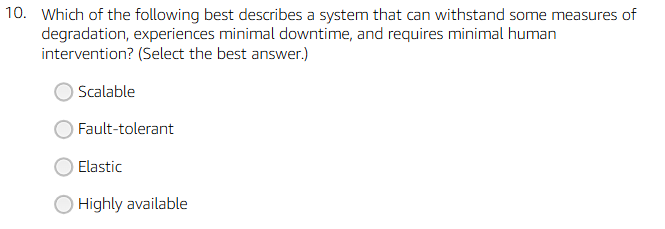 10. Which of the following best describes a system that can withstand some measures of
degradation, experiences minimal downtime, and requires minimal human
intervention? (Select the best answer.)
Scalable
Fault-tolerant
Elastic
Highly available